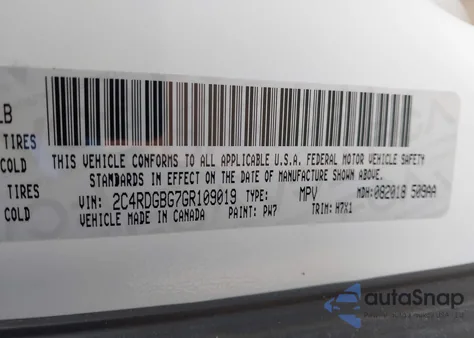 LB
TIRES
COLD
TIRES
COLD
THIS VEHICLE CONFORMS TO ALL APPLICABLE U.S.A. FEDERAL MOTOR VEHICLE SAFETY
STANDARDS IN EFFECT ON THE DATE OF MANUFACTURE SHOWN ABOVE.
VIN: 2C4RDGBG7GR109019 TYPE: MPV MDH: 082018 509AA
VEHICLE MADE IN CANADA PAINT: PW7 TRIM: H7X1
autaSnap